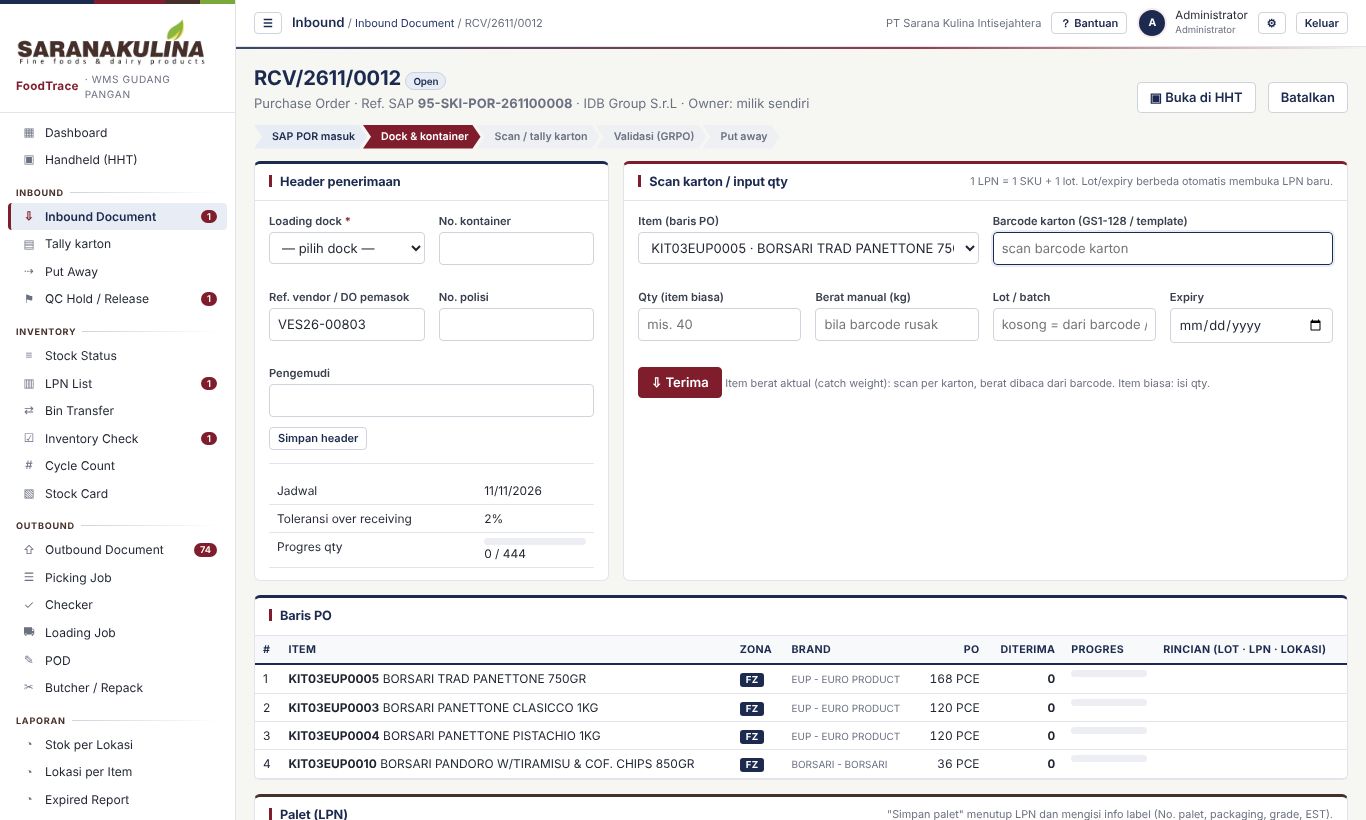 SARANAKULINA
Fine foods & dairy products
FoodTrace · WMS GUDANG PANGAN
Dashboard
Handheld (HHT)
INBOUND
Inbound Document 1
Tally karton
Put Away
QC Hold / Release 1
INVENTORY
Stock Status
LPN List 1
Bin Transfer
Inventory Check 1
Cycle Count
Stock Card
OUTBOUND
Outbound Document 74
Picking Job
Checker
Loading Job
POD
Butcher / Repack
LAPORAN
Stok per Lokasi
Lokasi per Item
Expired Report
Inbound / Inbound Document / RCV/2611/0012
PT Sarana Kulina Intisejahtera
? Bantuan
A
Administrator
Administrator
Keluar
RCV/2611/0012 Open
Purchase Order · Ref. SAP 95-SKI-POR-261100008 · IDB Group S.r.L · Owner: milik sendiri
Buka di HHT
Batalkan
SAP POR masuk
Dock & kontainer
Scan / tally karton
Validasi (GRPO)
Put away
Header penerimaan
Loading dock *
No. kontainer
— pilih dock —
Ref. vendor / DO pemasok
No. polisi
VES26-00803
Pengemudi
Simpan header
Jadwal 11/11/2026
Toleransi over receiving 2%
Progres qty 0 / 444
Scan karton / input qty
1 LPN = 1 SKU + 1 lot. Lot/expiry berbeda otomatis membuka LPN baru.
Item (baris PO)
Barcode karton (GS1-128 / template)
KIT03EUP0005 · BORSARI TRAD PANETTONE 750
scan barcode karton
Qty (item biasa)
Berat manual (kg)
Lot / batch
Expiry
mis. 40
bila barcode rusak
kosong = dari barcode /
mm/dd/yyyy
⇩ Terima
Item berat aktual (catch weight): scan per karton, berat dibaca dari barcode. Item biasa: isi qty.
Baris PO
# ITEM ZONA BRAND PO DITERIMA PROGRES RINCIAN (LOT · LPN · LOKASI)
1 KIT03EUP0005 BORSARI TRAD PANETTONE 750GR FZ EUP - EURO PRODUCT 168 PCE 0
2 KIT03EUP0003 BORSARI PANETTONE CLASICCO 1KG FZ EUP - EURO PRODUCT 120 PCE 0
3 KIT03EUP0004 BORSARI PANETTONE PISTACHIO 1KG FZ EUP - EURO PRODUCT 120 PCE 0
4 KIT03EUP0010 BORSARI PANDORO W/TIRAMISU & COF. CHIPS 850GR FZ BORSARI - BORSARI 36 PCE 0
Palet (LPN)
"Simpan palet" menutup LPN dan mengisi info label (No. palet, packaging, grade, EST).